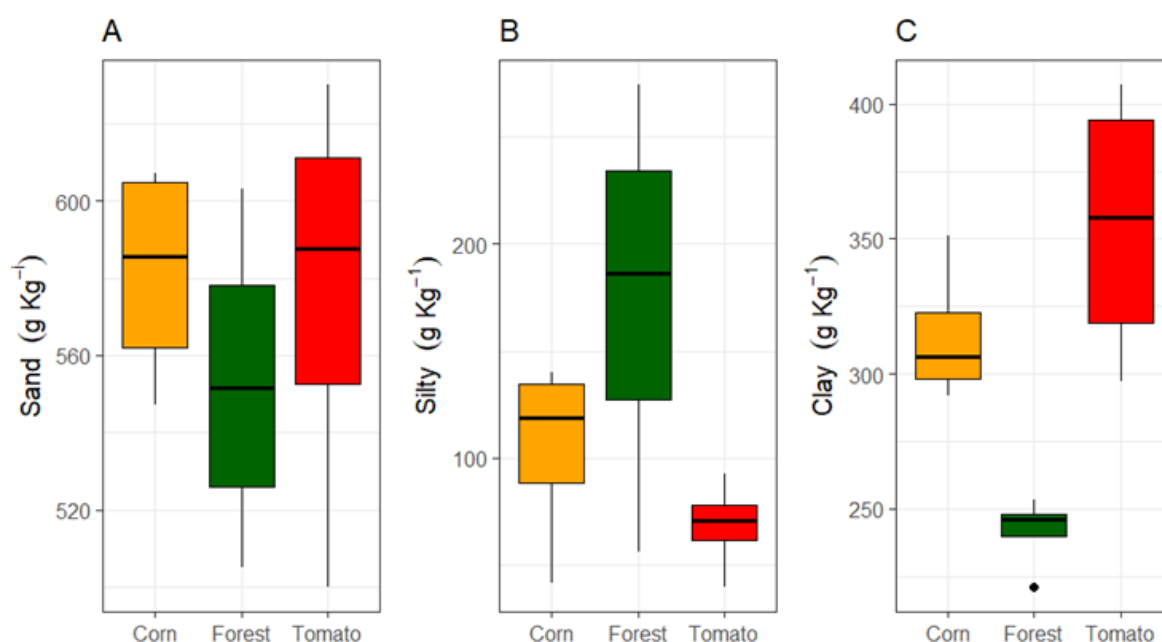 A
Sand (g Kg⁻¹)
600
560
520
Corn Forest Tomato
B
Silty (g Kg⁻¹)
200
100
Corn Forest Tomato
C
Clay (g Kg⁻¹)
400
350
300
250
Corn Forest Tomato